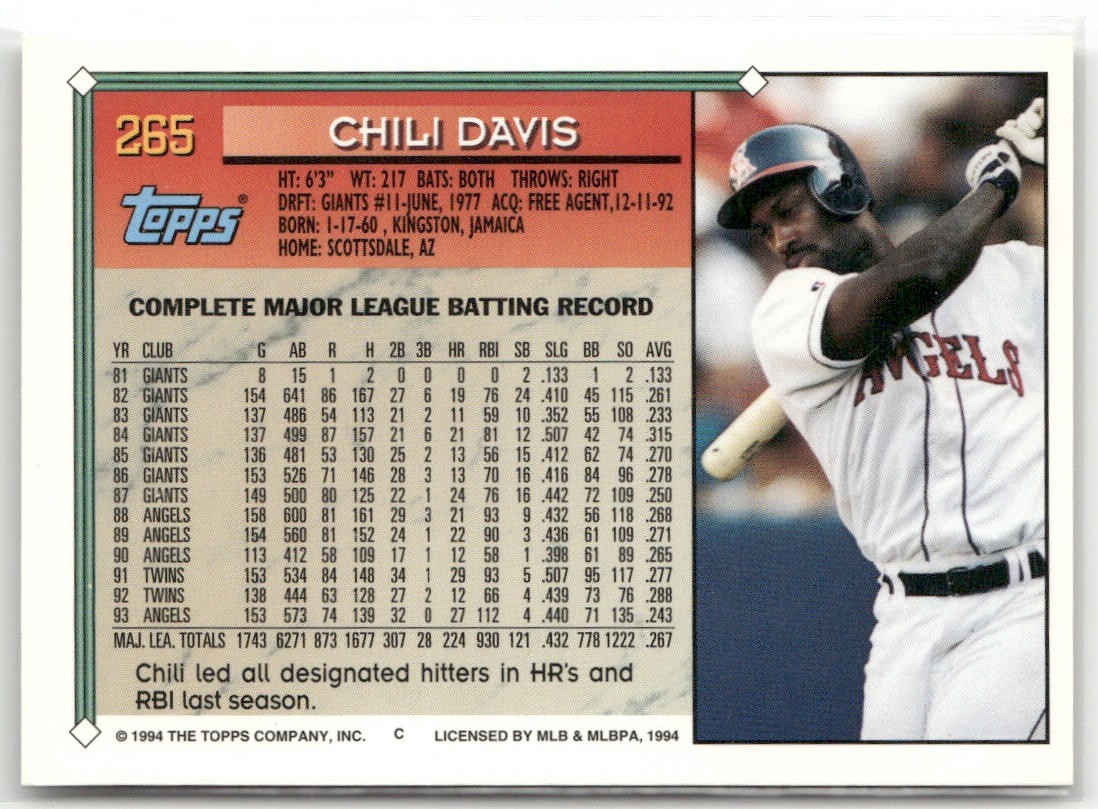 265
CHILI DAVIS
topps®
HT: 6'3" WT: 217 BATS: BOTH THROWS: RIGHT
DRFT: GIANTS #11-JUNE, 1977 ACQ: FREE AGENT,12-11-92
BORN: 1-17-60 , KINGSTON, JAMAICA
HOME: SCOTTSDALE, AZ
COMPLETE MAJOR LEAGUE BATTING RECORD
YR CLUB G AB R H 2B 3B HR RBI SB SLG BB SO AVG
81 GIANTS 8 15 1 2 0 0 0 0 2 .133 1 2 .133
82 GIANTS 154 641 86 167 27 6 19 76 24 .410 45 115 .261
83 GIANTS 137 486 54 113 21 2 11 59 10 .352 55 108 .233
84 GIANTS 137 499 87 157 21 6 21 81 12 .507 42 74 .315
85 GIANTS 136 481 53 130 25 2 13 56 15 .412 62 74 .270
86 GIANTS 153 526 71 146 28 3 13 70 16 .416 84 96 .278
87 GIANTS 149 500 80 125 22 1 24 76 16 .442 72 109 .250
88 ANGELS 158 600 81 161 29 3 21 93 9 .432 56 118 .268
89 ANGELS 154 560 81 152 24 1 22 90 3 .436 61 109 .271
90 ANGELS 113 412 58 109 17 1 12 58 1 .398 61 89 .265
91 TWINS 153 534 84 148 34 1 29 93 5 .507 95 117 .277
92 TWINS 138 444 63 128 27 2 12 66 4 .439 73 76 .288
93 ANGELS 153 573 74 139 32 0 27 112 4 .440 71 135 .243
MAJ. LEA. TOTALS 1743 6271 873 1677 307 28 224 930 121 .432 778 1222 .267
Chili led all designated hitters in HR's and
RBI last season.
© 1994 THE TOPPS COMPANY, INC. C LICENSED BY MLB & MLBPA, 1994
ANGELS